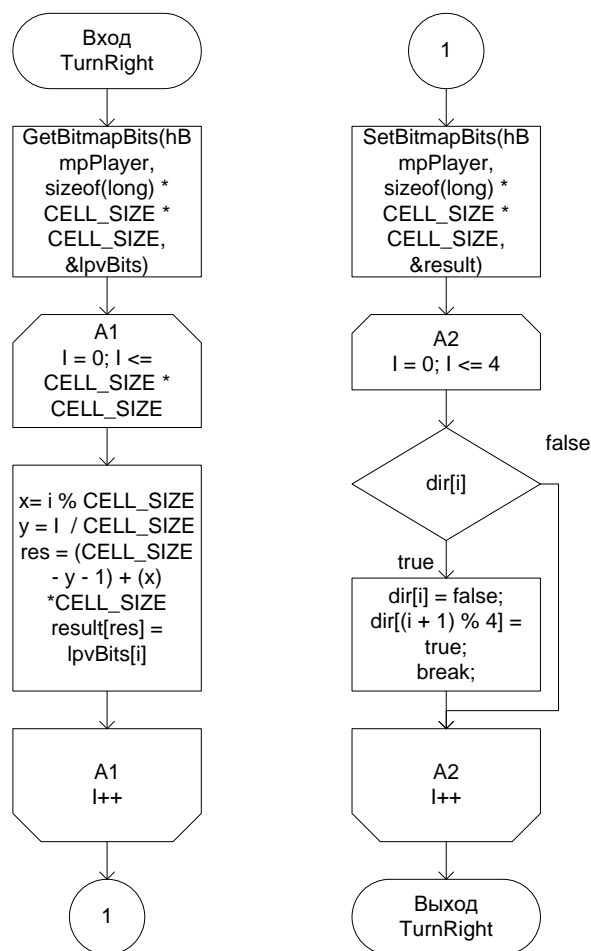 Вход
TurnRight
GetBitmapBits(hB
mpPlayer,
sizeof(long) *
CELL_SIZE *
CELL_SIZE,
&lpvBits)
A1
I = 0; I <=
CELL_SIZE *
CELL_SIZE
x= i % CELL_SIZE
y = I / CELL_SIZE
res = (CELL_SIZE
- y - 1) + (x)
*CELL_SIZE
result[res] =
lpvBits[i]
A1
I++
1
1
SetBitmapBits(hB
mpPlayer,
sizeof(long) *
CELL_SIZE *
CELL_SIZE,
&result)
A2
I = 0; I <= 4
false
dir[i]
true
dir[i] = false;
dir[(i + 1) % 4] =
true;
break;
A2
I++
Выход
TurnRight